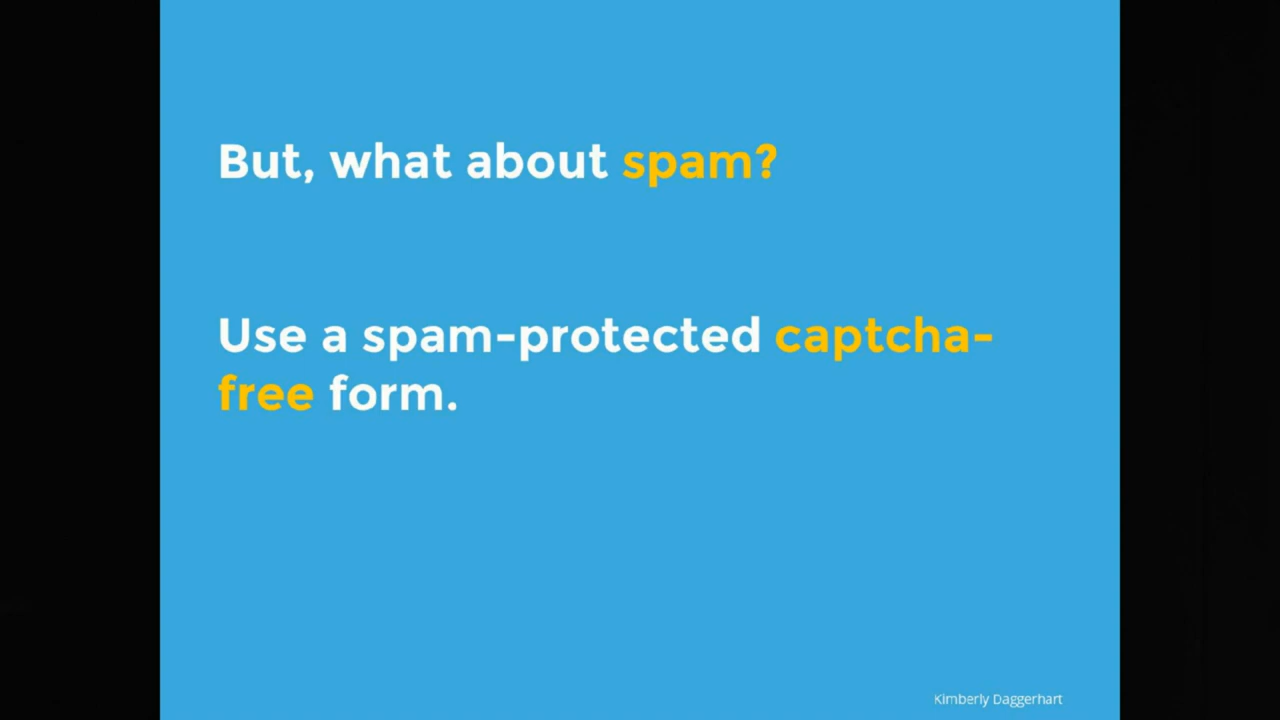 But, what about spam?
Use a spam-protected captcha-
free form.
Kimberly Daggerhart